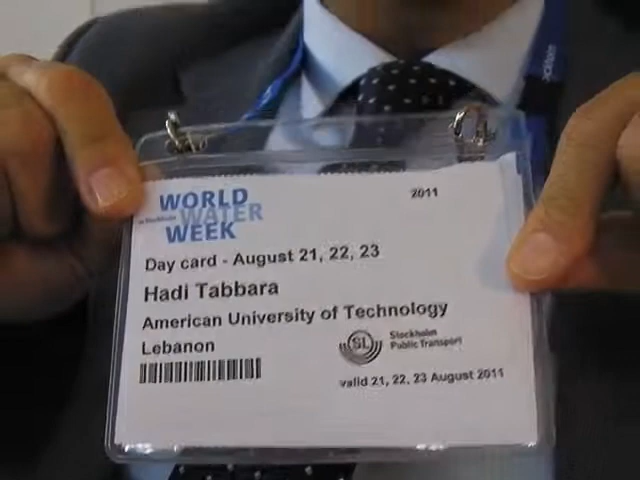 WORLD
in Stockholm WATER
WEEK
2011
Day card - August 21, 22, 23
Hadi Tabbara
American University of Technology
Lebanon
SL
Stockholm
Public Transport
valid 21, 22, 23 August 2011